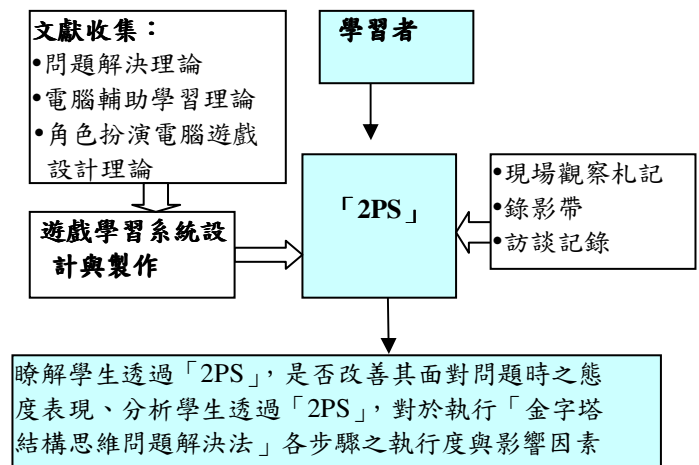 文獻收集：
•問題解決理論
•電腦輔助學習理論
•角色扮演電腦遊戲
設計理論
學習者
遊戲學習系統設
計與製作
「2PS」
•現場觀察札記
•錄影帶
•訪談記錄
瞭解學生透過「2PS」，是否改善其面對問題時之態
度表現、分析學生透過「2PS」，對於執行「金字塔
結構思維問題解決法」各步驟之執行度與影響因素